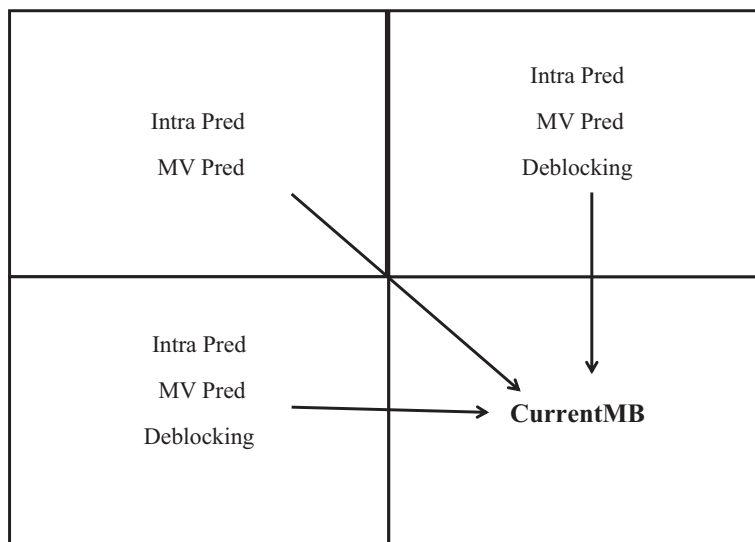 Intra Pred
MV Pred
Intra Pred
MV Pred
Deblocking
Intra Pred
MV Pred
Deblocking
CurrentMB